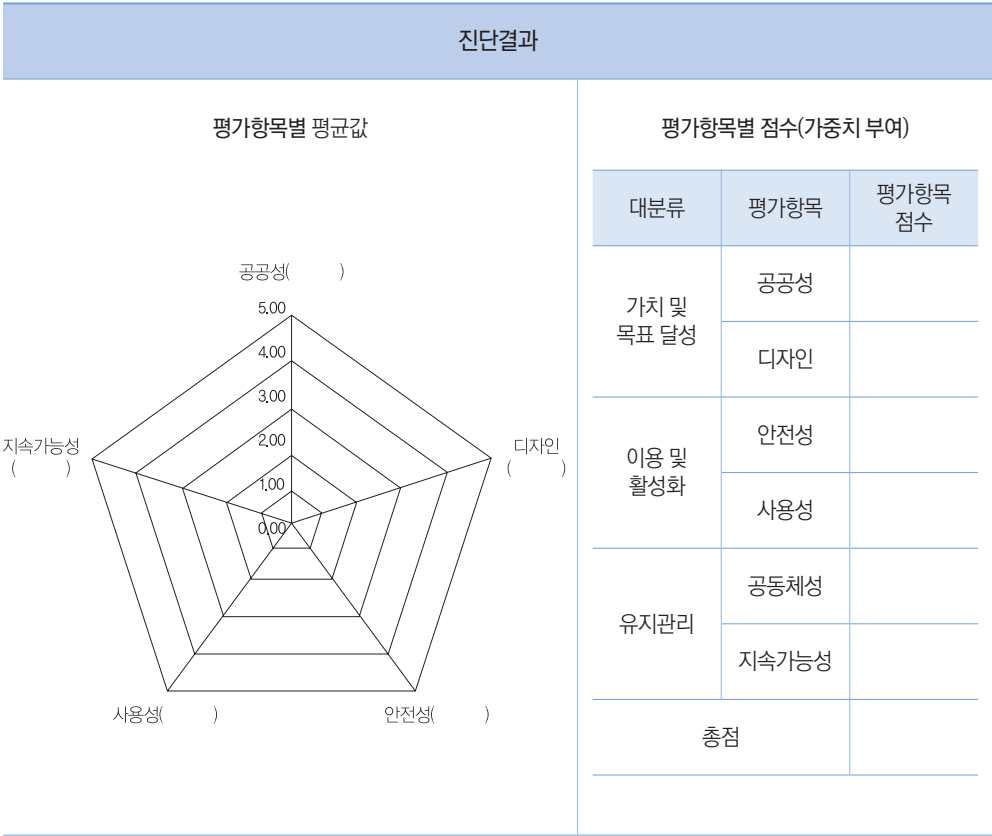 진단결과
평가항목별 평균값
공공성( )
5.00
4.00
3.00
2.00
1.00
0.00
지속가능성
( )
디자인
( )
사용성( )
안전성( )
평가항목별 점수(가중치 부여)
대분류 평가항목 평가항목
점수
가치 및
목표 달성
공공성
디자인
이용 및
활성화
안전성
사용성
유지관리
공동체성
지속가능성
총점